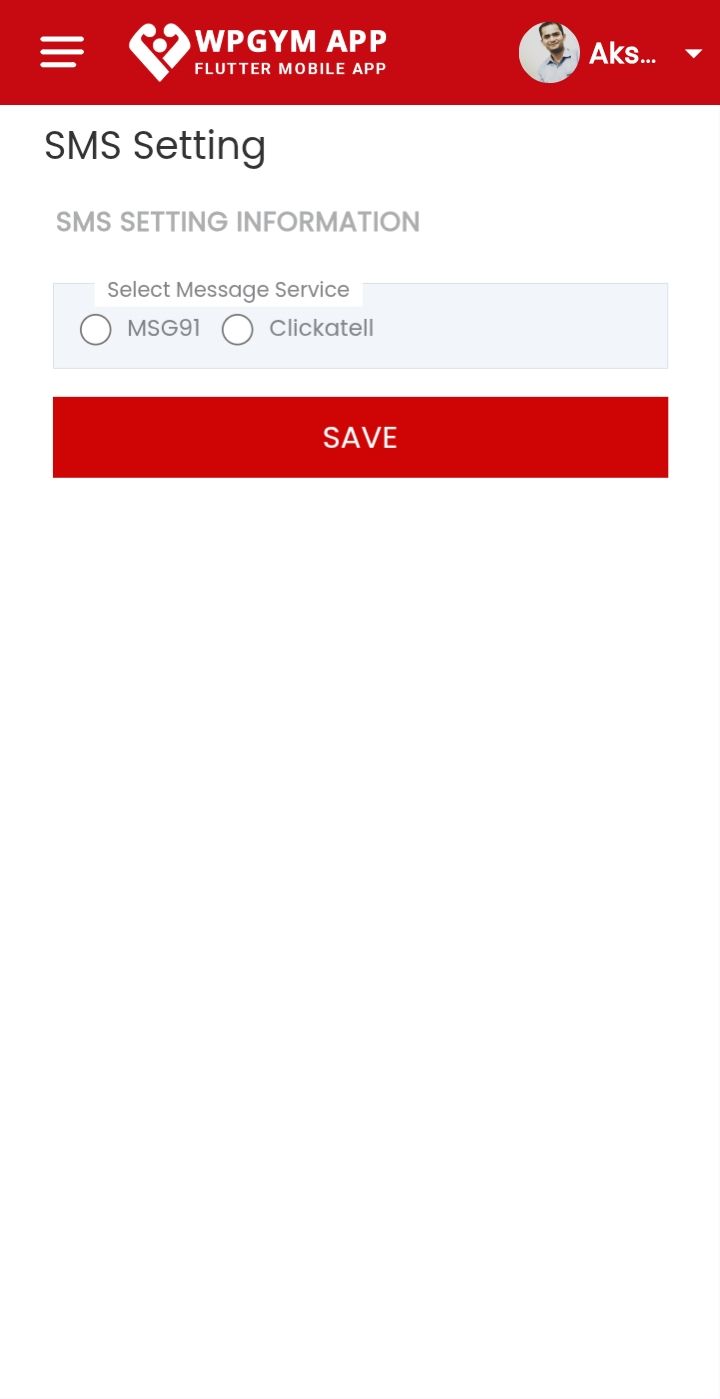 WPGYM APP
FLUTTER MOBILE APP
Aks...
SMS Setting
SMS SETTING INFORMATION
Select Message Service
MSG91 Clickatell
SAVE